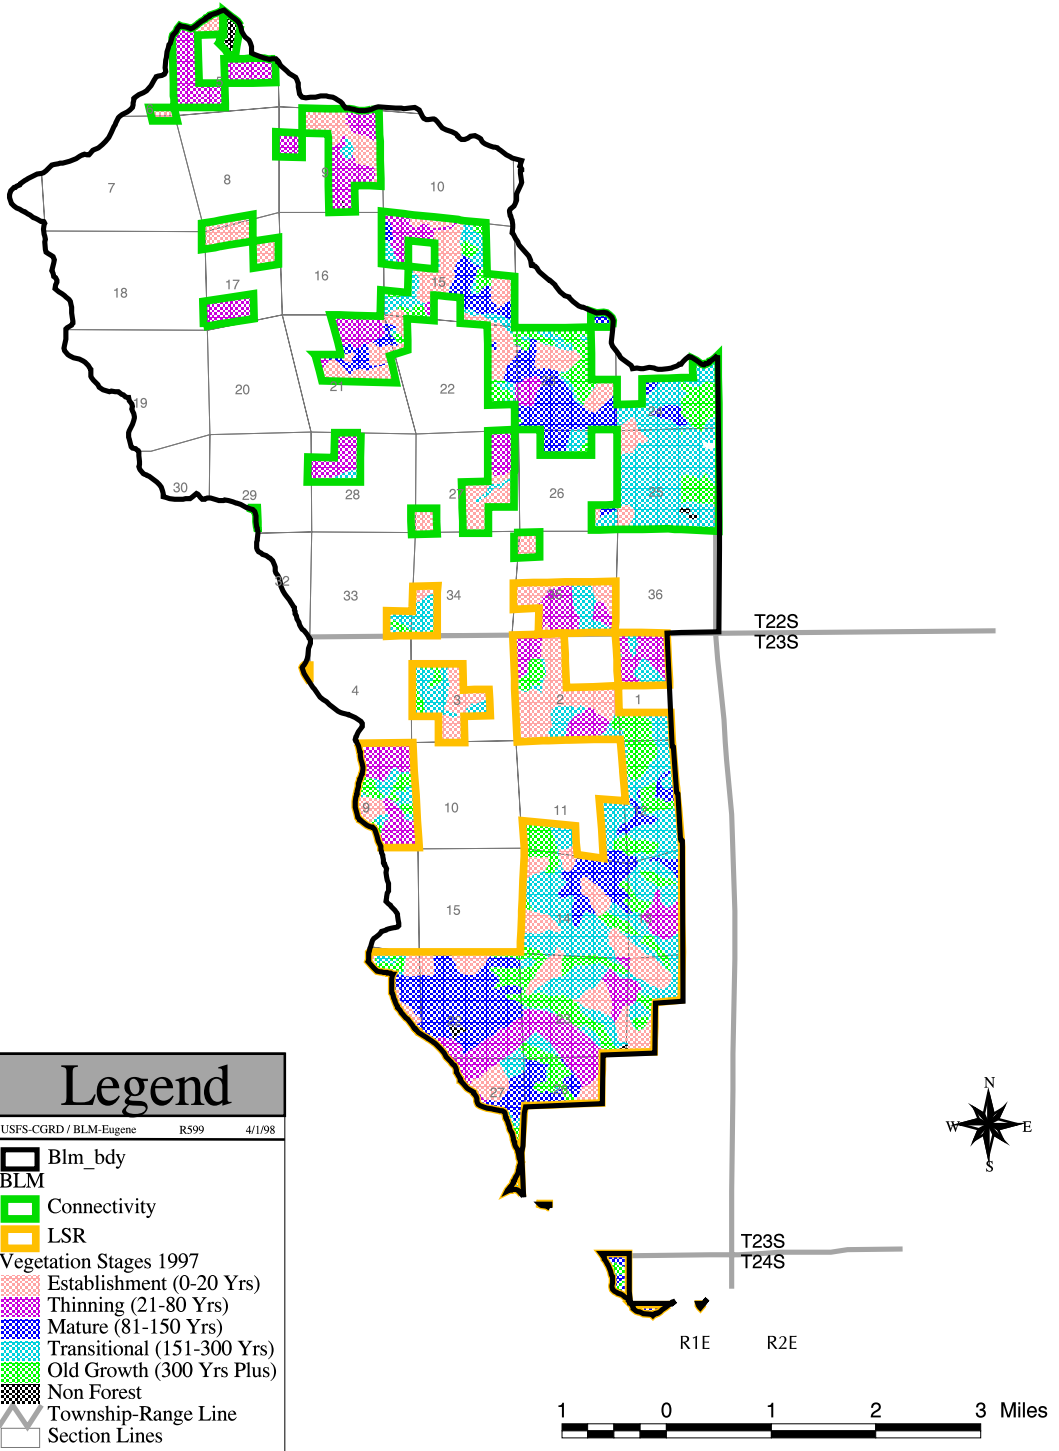 7
8
9
10
18
17
16
15
19
20
21
22
30
29
28
27
26
25
32
33
34
36
T22S
T23S
4
3
2
1
9
10
11
15
14
27
Legend
USFS-CGRD / BLM-Eugene R599 4/1/98
Blm_bdy
BLM
Connectivity
LSR
Vegetation Stages 1997
Establishment (0-20 Yrs)
Thinning (21-80 Yrs)
Mature (81-150 Yrs)
Transitional (151-300 Yrs)
Old Growth (300 Yrs Plus)
Non Forest
Township-Range Line
Section Lines
N
W E
S
T23S
T24S
R1E R2E
1 0 1 2 3 Miles